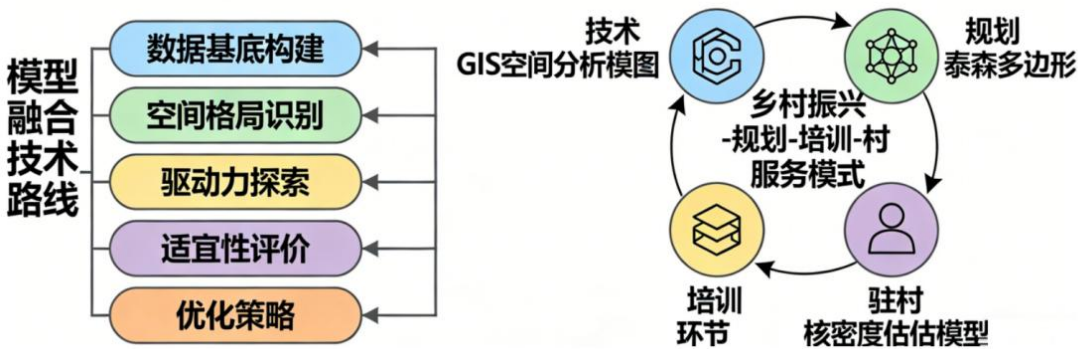 模型
融合
技术
路线
数据基底构建
空间格局识别
驱动力探索
适宜性评价
优化策略
技术
GIS空间分析模图
规划
泰森多边形
乡村振兴
-规划-培训-村
服务模式
培训
环节
驻村
核密度估估模型